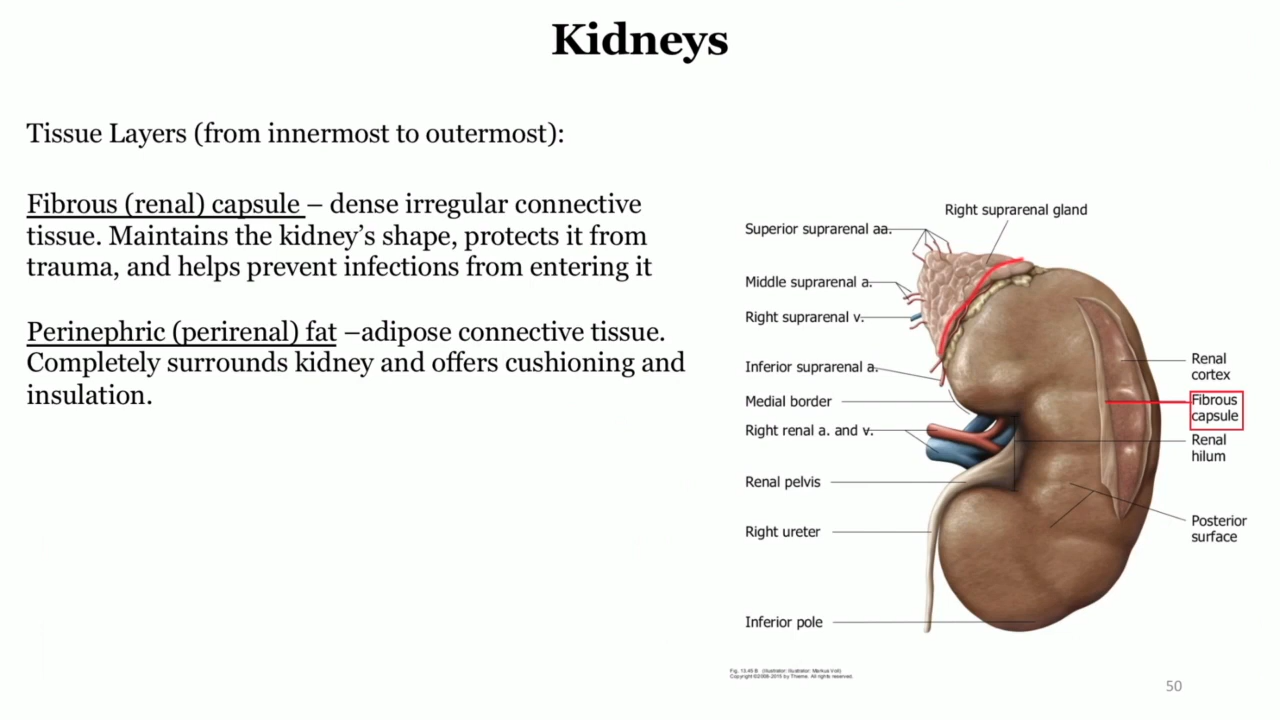 Kidneys
Tissue Layers (from innermost to outermost):
Fibrous (renal) capsule – dense irregular connective
tissue. Maintains the kidney’s shape, protects it from
trauma, and helps prevent infections from entering it
Perinephric (perirenal) fat –adipose connective tissue.
Completely surrounds kidney and offers cushioning and
insulation.
Right suprarenal gland
Superior suprarenal aa.
Middle suprarenal a.
Right suprarenal v.
Inferior suprarenal a.
Medial border
Right renal a. and v.
Renal pelvis
Right ureter
Inferior pole
Renal
cortex
Fibrous
capsule
Renal
hilum
Posterior
surface
Fig. 13.45 B (Illustrator: Illustrator: Markus Voll)
by Thieme. All rights reserved.
50